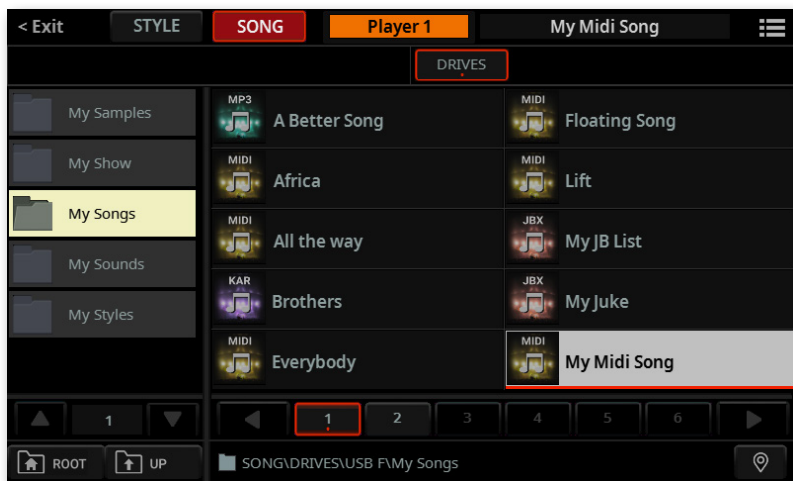 < Exit STYLE SONG Player 1 My Midi Song
DRIVES
My Samples
My Show
My Songs
My Sounds
My Styles
MP3 A Better Song
MIDI Africa
MIDI All the way
KAR Brothers
MIDI Everybody
MIDI Floating Song
MIDI Lift
JBX My JB List
JBX My Juke
MIDI My Midi Song
1
1 2 3 4 5 6
ROOT UP
SONG\DRIVES\USB F\My Songs